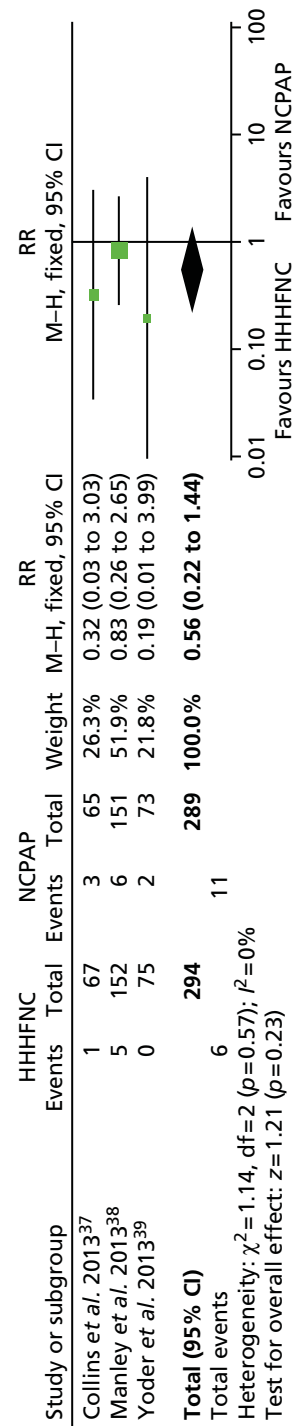 HHHFNC NCPAP RR RR
Study or subgroup Events Total Events Total Weight M–H, fixed, 95% CI M–H, fixed, 95% CI
Collins et al. 2013³⁷ 1 67 3 65 26.3% 0.32 (0.03 to 3.03)
Manley et al. 2013³⁸ 5 152 6 151 51.9% 0.83 (0.26 to 2.65)
Yoder et al. 2013³⁹ 0 75 2 73 21.8% 0.19 (0.01 to 3.99)
Total (95% CI) 294 289 100.0% 0.56 (0.22 to 1.44)
Total events 6 11
Heterogeneity: χ²=1.14, df=2 (p=0.57); I²=0%
Test for overall effect: z=1.21 (p=0.23)
0.01 0.10 1 10 100
Favours HHHFNC Favours NCPAP